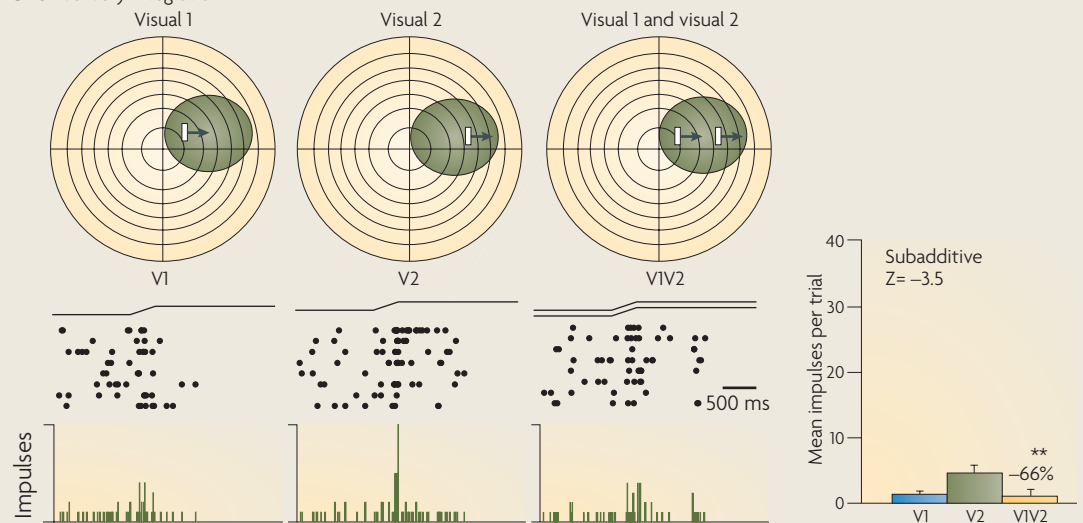 Visual 1
Visual 2
Visual 1 and visual 2
V1
V2
V1V2
500 ms
Impulses
Mean impulses per trial
40
30
20
10
0
Subadditive
Z= –3.5
**
–66%
V1
V2
V1V2